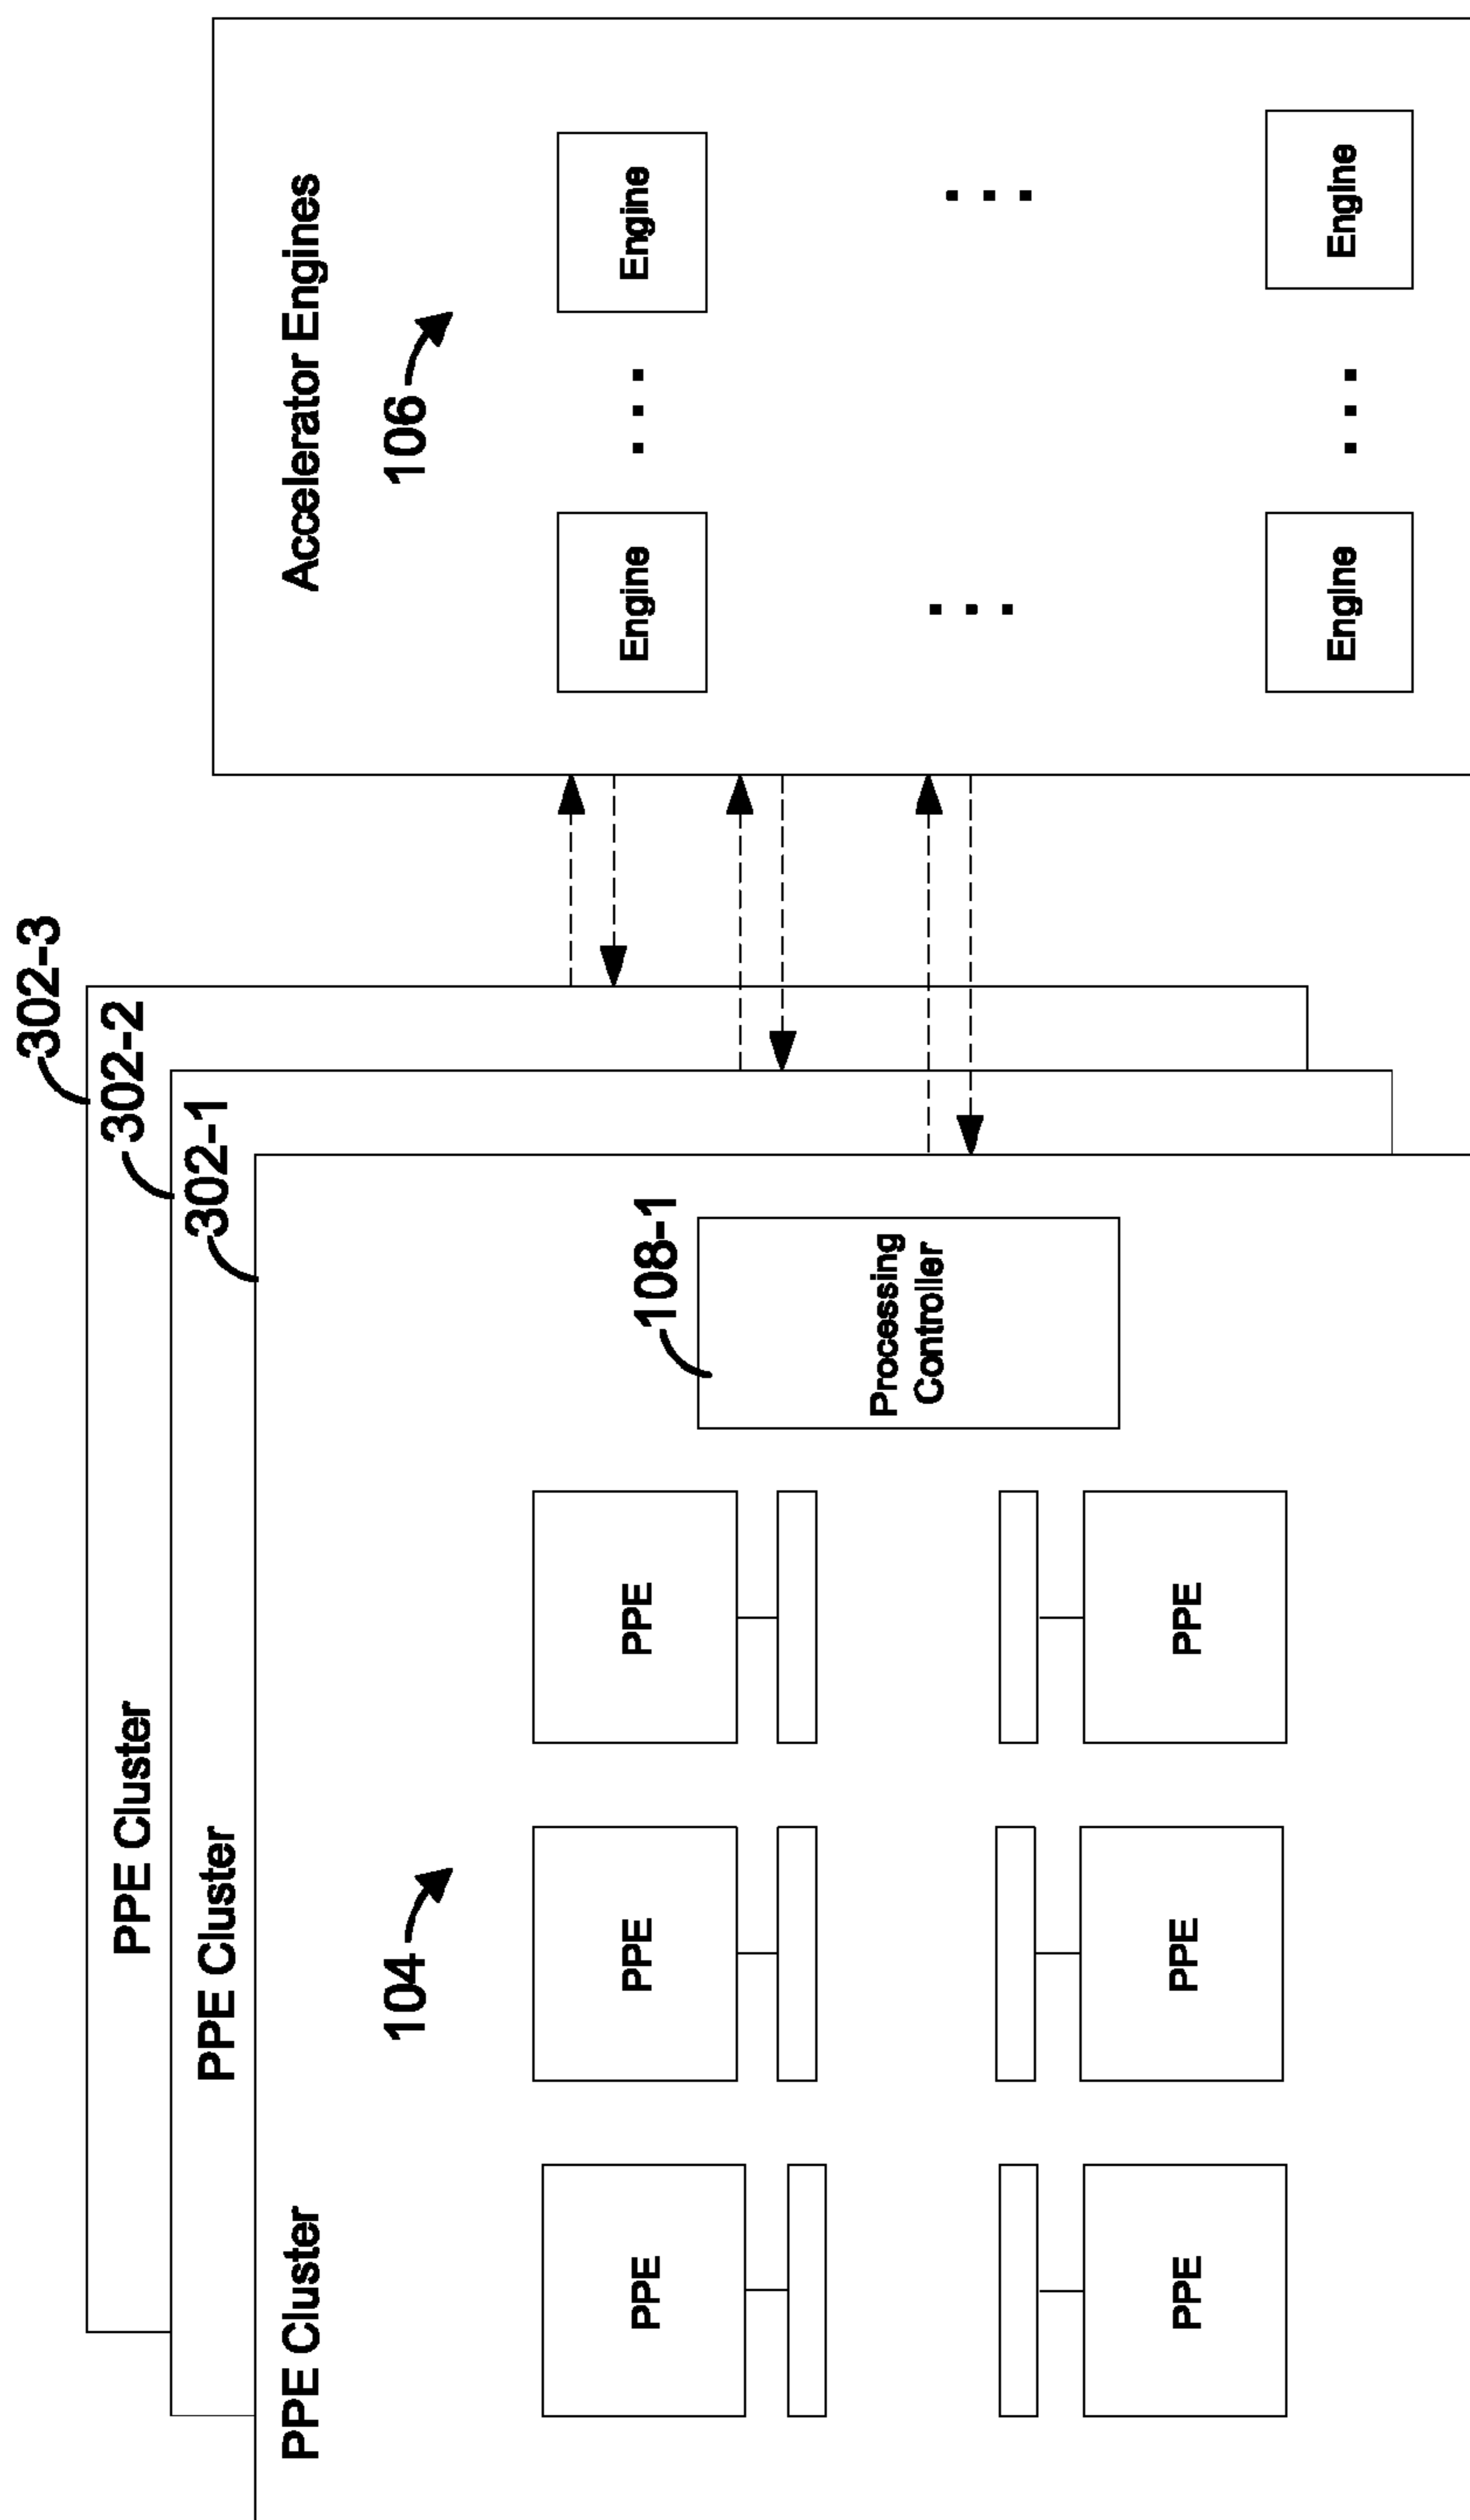 302-3
302-2
302-1
PPE Cluster
PPE Cluster
PPE Cluster
104
PPE
PPE
PPE
PPE
PPE
PPE
108-1
Processing
Controller
Accelerator Engines
106
Engine
Engine
Engine
Engine